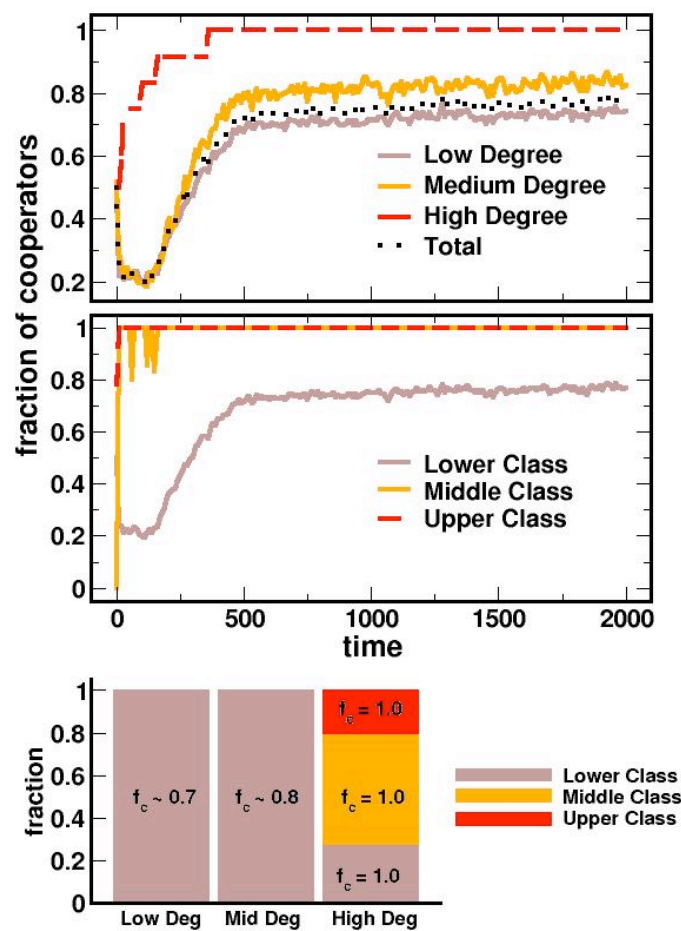 1
0.8
0.6
0.4
0.2
Low Degree
Medium Degree
High Degree
Total
fraction of cooperators
1
0.8
0.6
0.4
0.2
0
Lower Class
Middle Class
Upper Class
0 500 1000 1500 2000
time
1
0.8
0.6
0.4
0.2
0
fraction
f_c ~ 0.7
f_c ~ 0.8
f_c = 1.0
f_c = 1.0
f_c = 1.0
Low Deg Mid Deg High Deg
Lower Class
Middle Class
Upper Class